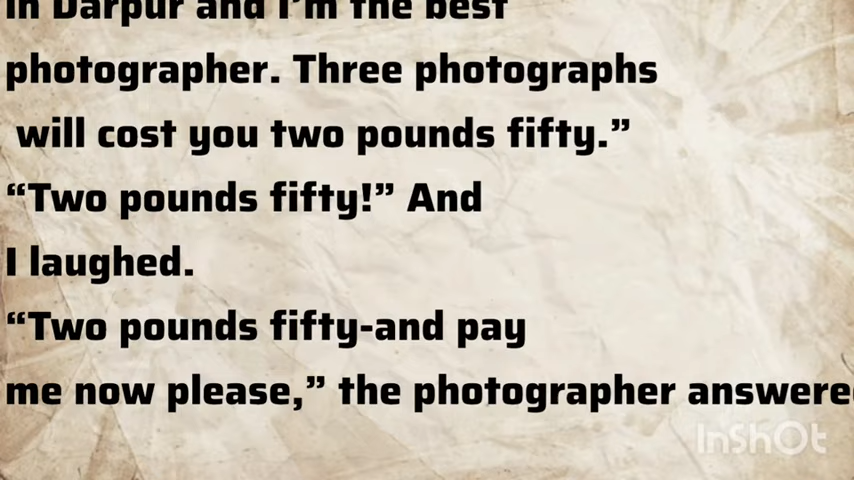 in Darpur and I'm the best
photographer. Three photographs
will cost you two pounds fifty.”
“Two pounds fifty!” And
I laughed.
“Two pounds fifty-and pay
me now please,” the photographer answere
InShOt